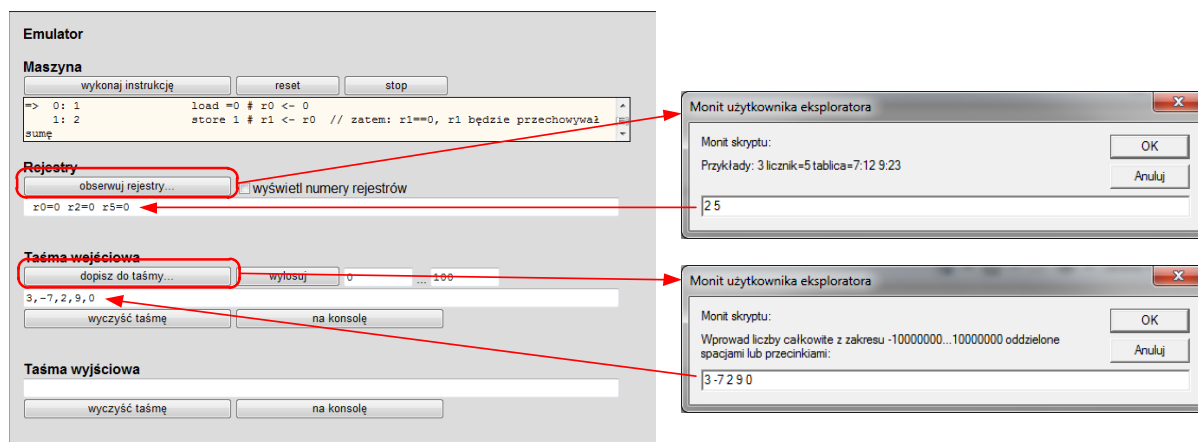 Emulator
Maszyna
wykonaj instrukcję reset stop
=> 0: 1 load =0 # r0 <- 0
1: 2 store 1 # r1 <- r0 // zatem: r1==0, r1 będzie przechowywał
sumę
Rejestry
obserwuj rejestry... wyświetl numery rejestrów
r0=0 r2=0 r5=0
Taśma wejściowa
dopisz do taśmy... wylosuj 0 ... 100
3,-7,2,9,0
wyczyść taśmę na konsolę
Taśma wyjściowa
wyczyść taśmę na konsolę
Monit użytkownika eksploratora
Monit skryptu:
OK
Przykłady: 3 licznik=5 tablica=7:12 9:23
Anuluj
2 5
Monit użytkownika eksploratora
Monit skryptu:
OK
Wprowad liczby całkowite z zakresu -10000000...10000000 oddzielone
spacjami lub przecinkiami:
Anuluj
3 -7 2 9 0